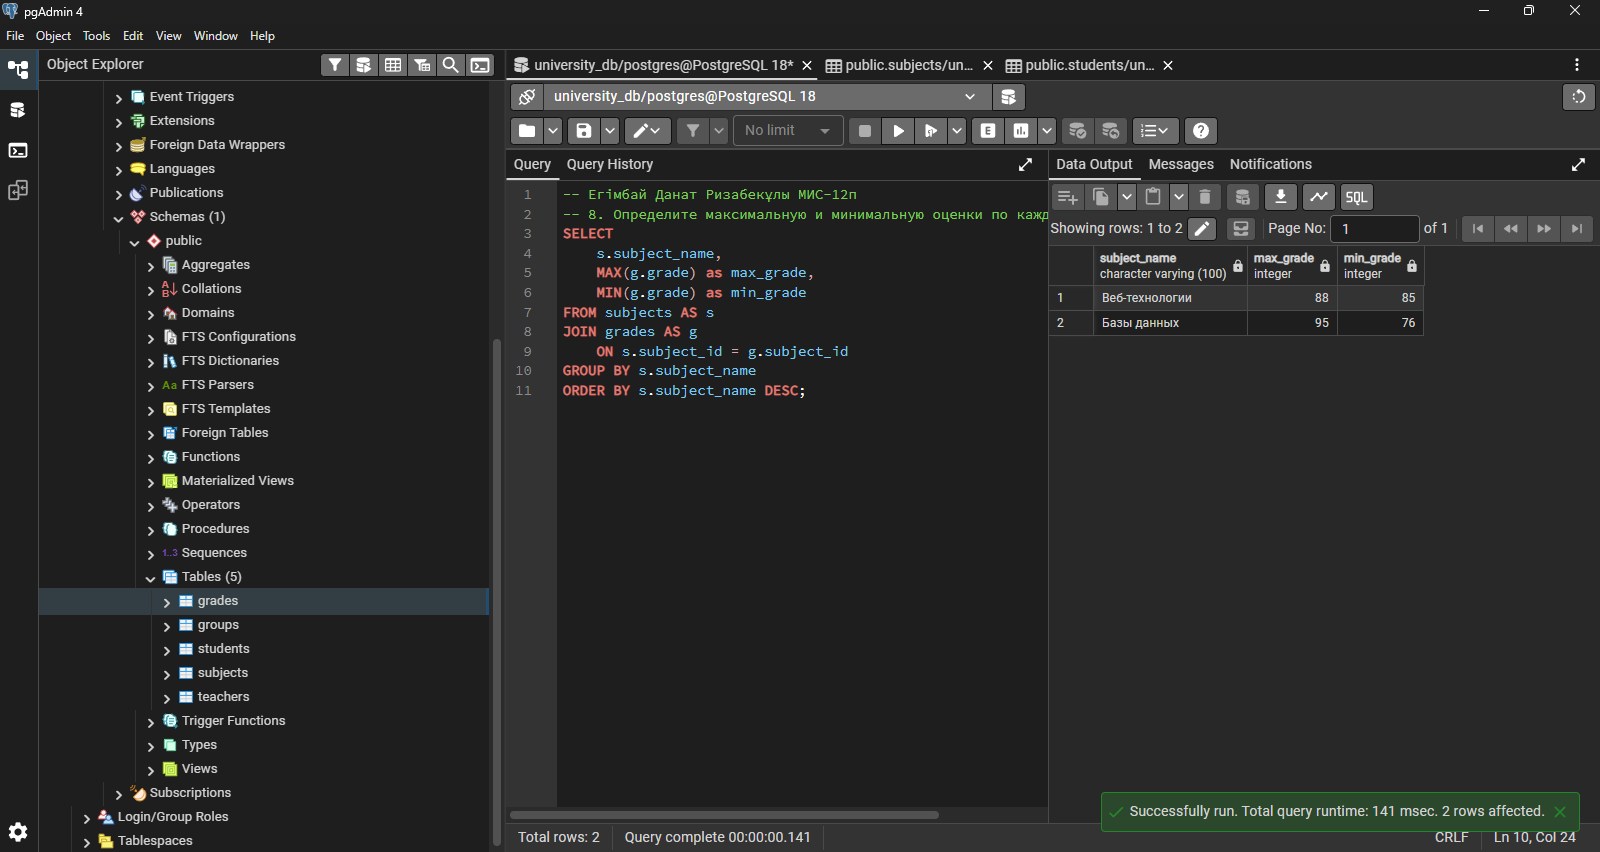 pgAdmin 4
File Object Tools Edit View Window Help
Object Explorer
Event Triggers
Extensions
Foreign Data Wrappers
Languages
Publications
Schemas (1)
public
Aggregates
Collations
Domains
FTS Configurations
FTS Dictionaries
Aa FTS Parsers
FTS Templates
Foreign Tables
Functions
Materialized Views
Operators
Procedures
1..3 Sequences
Tables (5)
grades
groups
students
subjects
teachers
Trigger Functions
Types
Views
Subscriptions
Login/Group Roles
Tablespaces
university_db/postgres@PostgreSQL 18* public.subjects/un... public.students/un...
university_db/postgres@PostgreSQL 18
No limit E
Query Query History
1 -- Егімбай Данат Ризабекұлы МИС-12п
2 -- 8. Определите максимальную и минимальную оценки по кажд
3 SELECT
4 s.subject_name,
5 MAX(g.grade) as max_grade,
6 MIN(g.grade) as min_grade
7 FROM subjects AS s
8 JOIN grades AS g
9 ON s.subject_id = g.subject_id
10 GROUP BY s.subject_name
11 ORDER BY s.subject_name DESC;
Data Output Messages Notifications
SQL
Showing rows: 1 to 2 Page No: 1 of 1
subject_name max_grade min_grade
character varying (100) integer integer
1 Веб-технологии 88 85
2 Базы данных 95 76
Successfully run. Total query runtime: 141 msec. 2 rows affected.
Total rows: 2 Query complete 00:00:00.141 CRLF Ln 10, Col 24